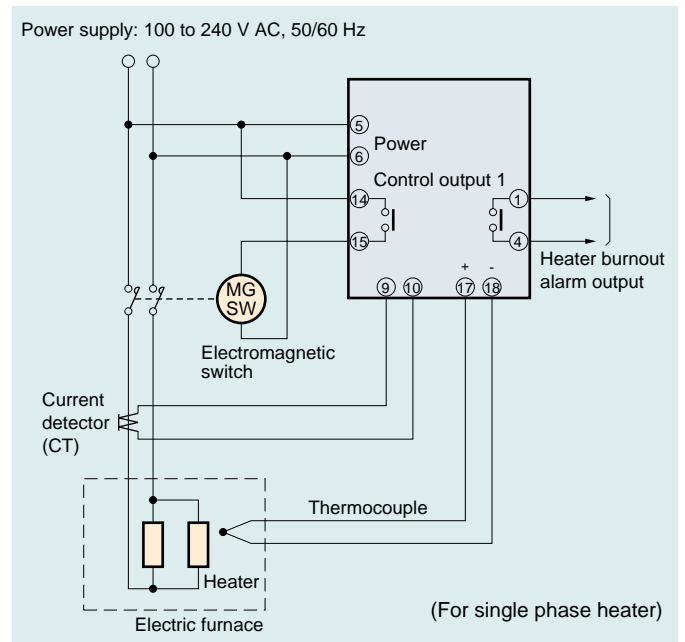 Power supply: 100 to 240 V AC, 50/60 Hz
5
Power
6
Control output 1
14
1
15
4
Heater burnout
alarm output
+ -
9 10 17 18
MG
SW
Electromagnetic
switch
Current
detector
(CT)
Thermocouple
Heater
Electric furnace
(For single phase heater)